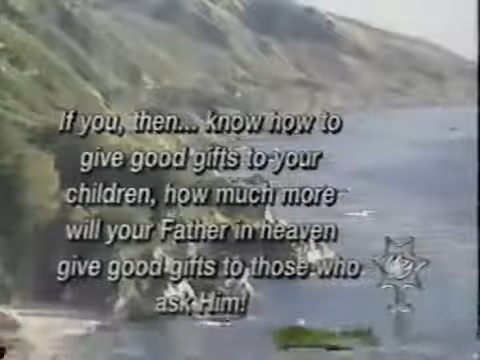 If you, then... know how to
give good gifts to your
children, how much more
will your Father in heaven
give good gifts to those who
ask Him!